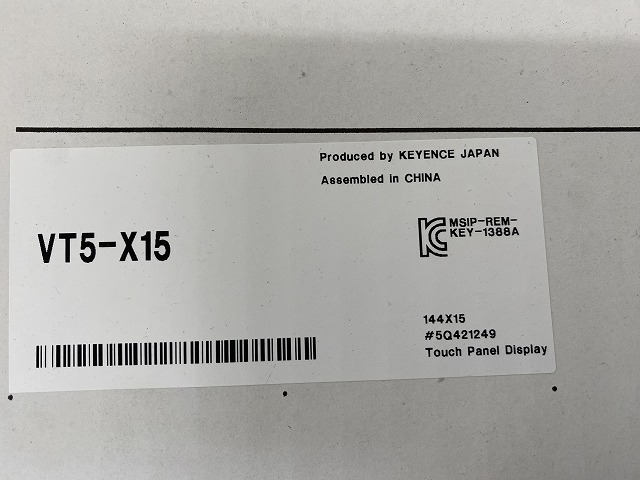 Produced by KEYENCE JAPAN
Assembled in CHINA
VT5-X15
MSIP-REM-
KEY-1388A
144X15
#5Q421249
Touch Panel Display